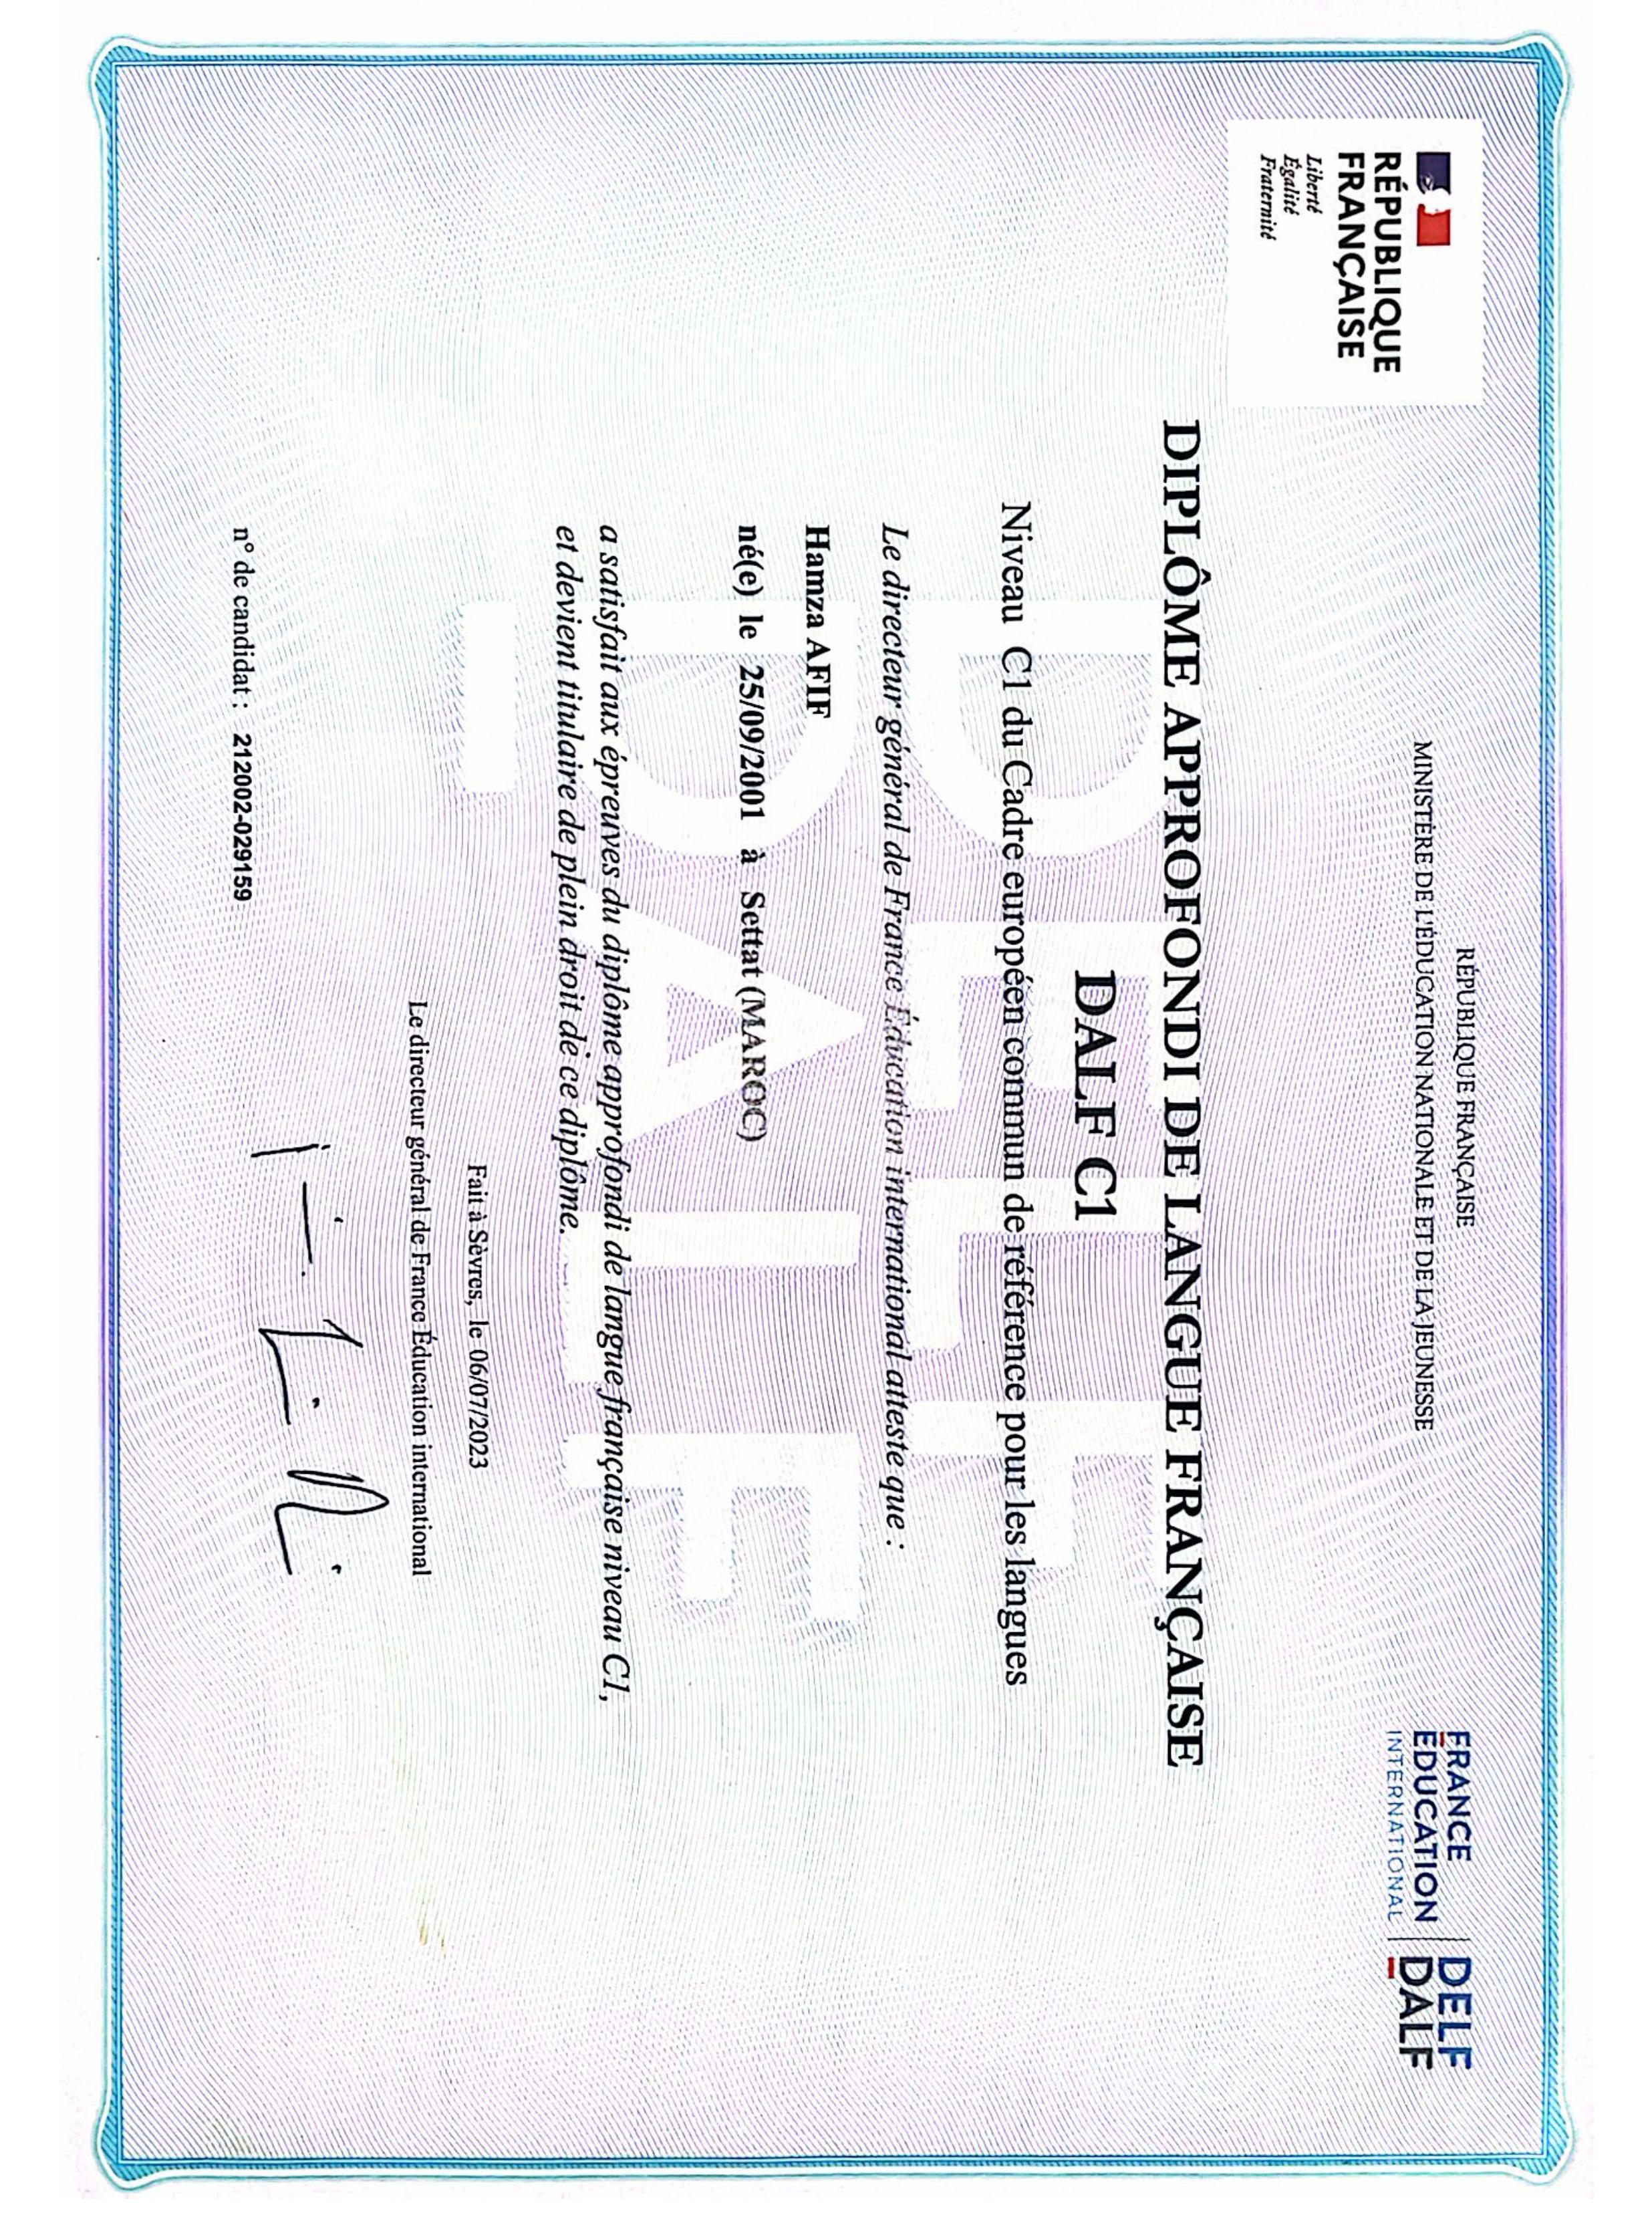 RÉPUBLIQUE
FRANÇAISE
Liberté
Égalité
Fraternité
RÉPUBLIQUE FRANÇAISE
MINISTÈRE DE L'ÉDUCATION NATIONALE ET DE LA JEUNESSE
FRANCE
ÉDUCATION
INTERNATIONAL
DELF
DALF
DIPLÔME APPROFONDI DE LANGUE FRANÇAISE
DALF C1
Niveau C1 du Cadre européen commun de référence pour les langues
Le directeur général de France Éducation international atteste que :
Hamza AFIF
né(e) le 25/09/2001 à Settat (MAROC)
a satisfait aux épreuves du diplôme approfondi de langue française niveau C1,
et devient titulaire de plein droit de ce diplôme.
Fait à Sèvres, le 06/07/2023
Le directeur général de France Éducation international
n° de candidat : 212002-029159
DELF
DALF